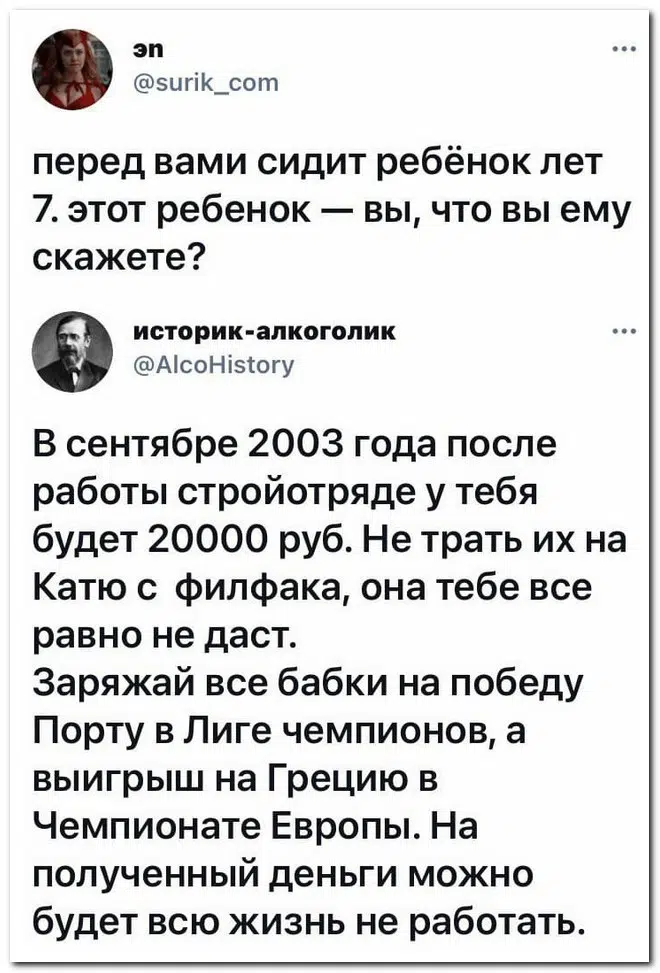 эп
@surik_com
перед вами сидит ребёнок лет
7. этот ребенок — вы, что вы ему
скажете?
историк-алкоголик
@AlcoHistory
В сентябре 2003 года после
работы стройотряде у тебя
будет 20000 руб. Не трать их на
Катю с филфака, она тебе все
равно не даст.
Заряжай все бабки на победу
Порту в Лиге чемпионов, а
выигрыш на Грецию в
Чемпионате Европы. На
полученный деньги можно
будет всю жизнь не работать.